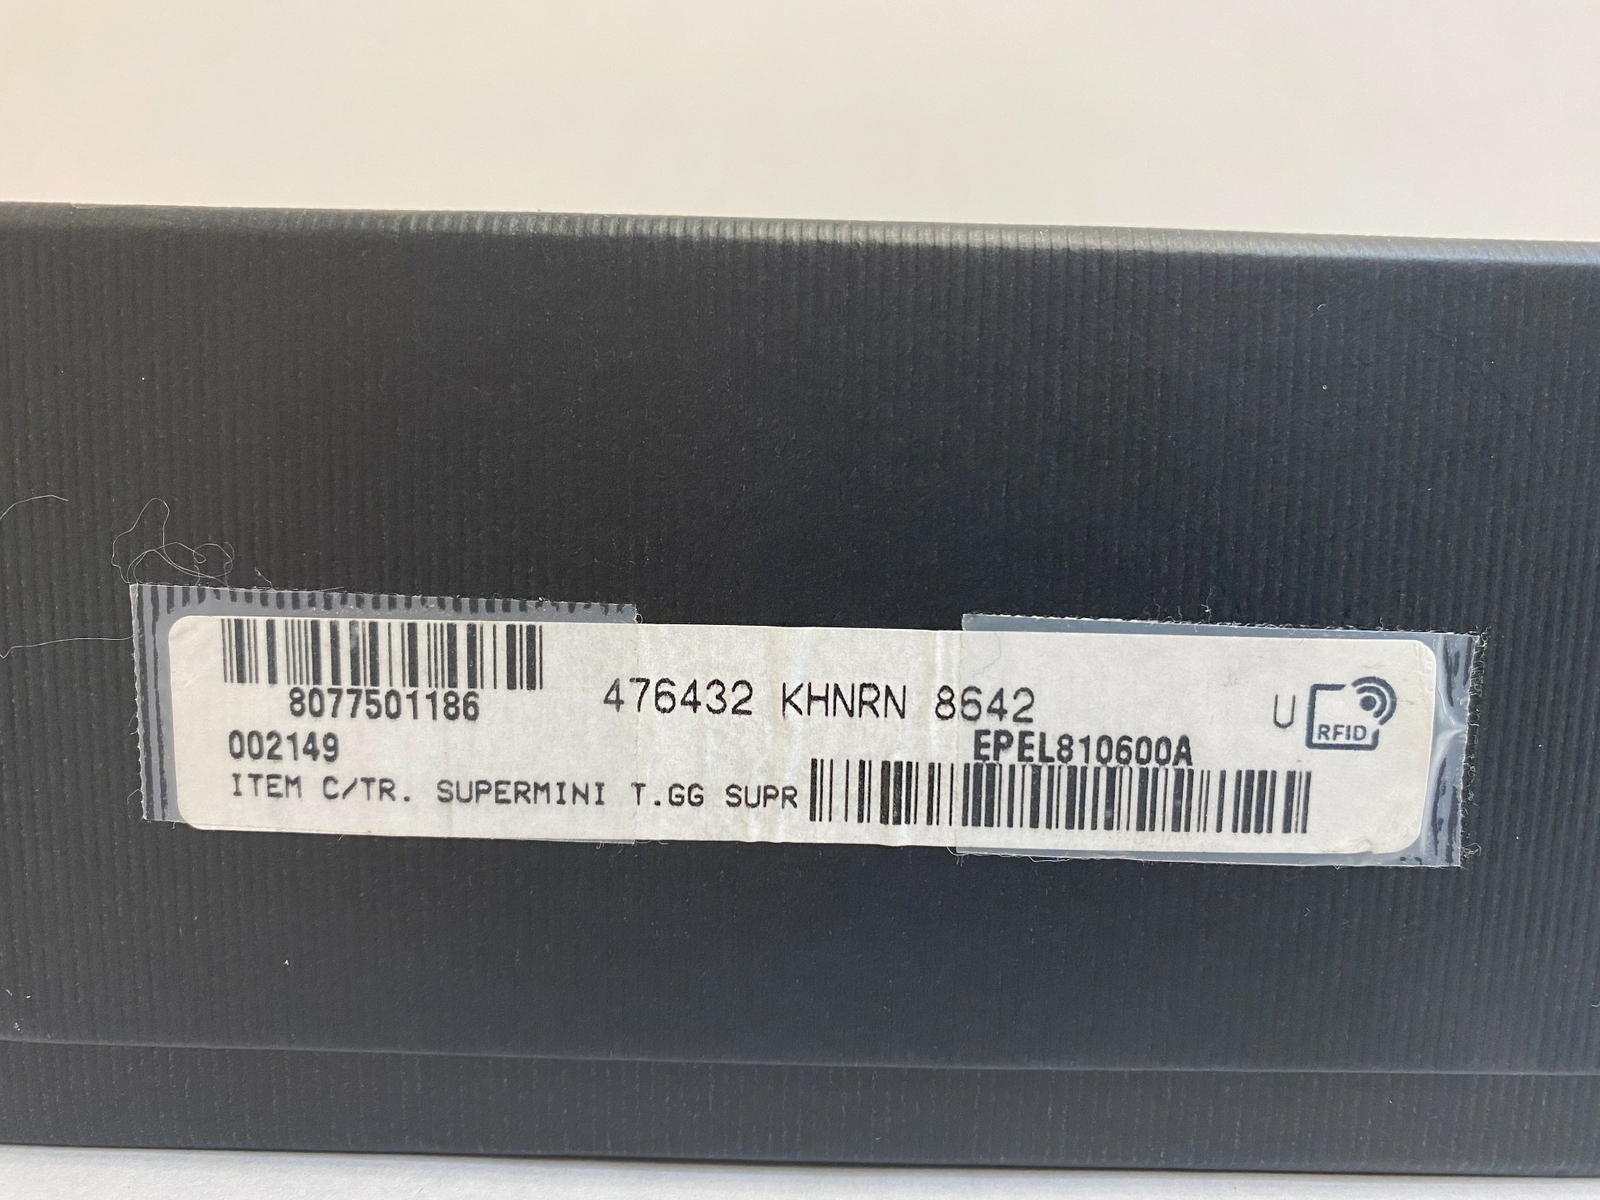 8077501186
476432 KHNRN 8642
U
RFID
002149
EPEL810600A
ITEM C/TR. SUPERMINI T.GG SUPR